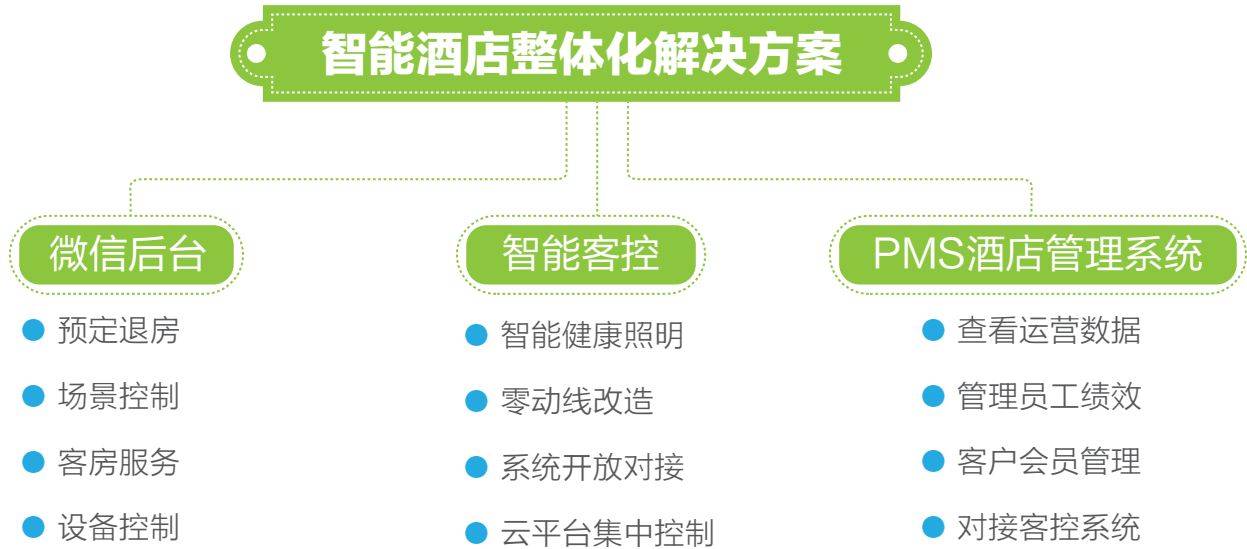 智能酒店整体化解决方案
微信后台
预定退房
场景控制
客房服务
设备控制
智能客控
智能健康照明
零动线改造
系统开放对接
云平台集中控制
PMS酒店管理系统
查看运营数据
管理员工绩效
客户会员管理
对接客控系统